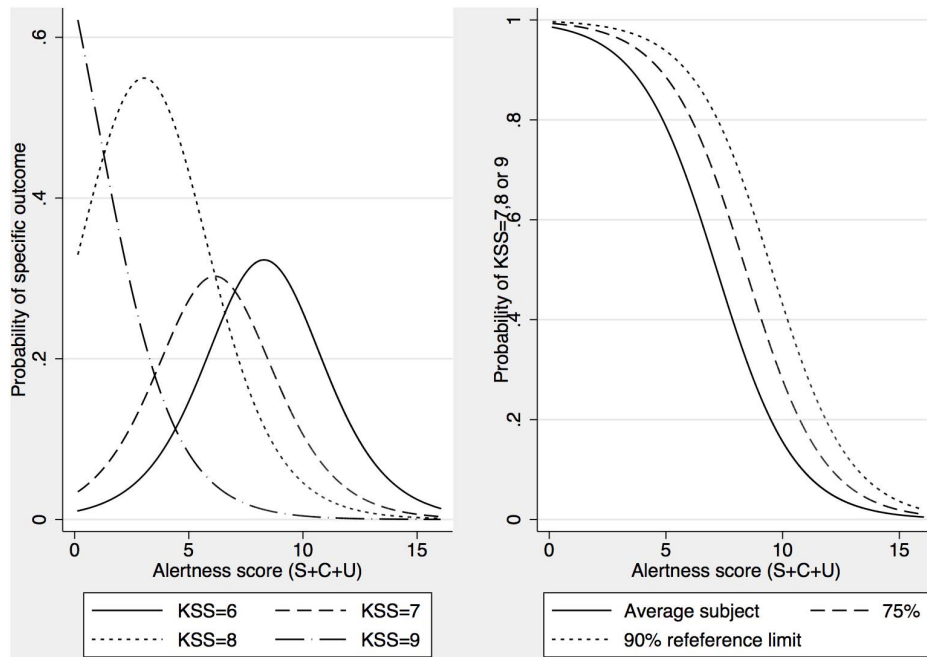 Probability of specific outcome
.6
.4
.2
0
0 5 10 15
Alertness score (S+C+U)
KSS=6 KSS=7
KSS=8 KSS=9
Probability of KSS=7,8 or 9
1
.8
.6
.4
.2
0
0 5 10 15
Alertness score (S+C+U)
Average subject 75%
90% refeference limit